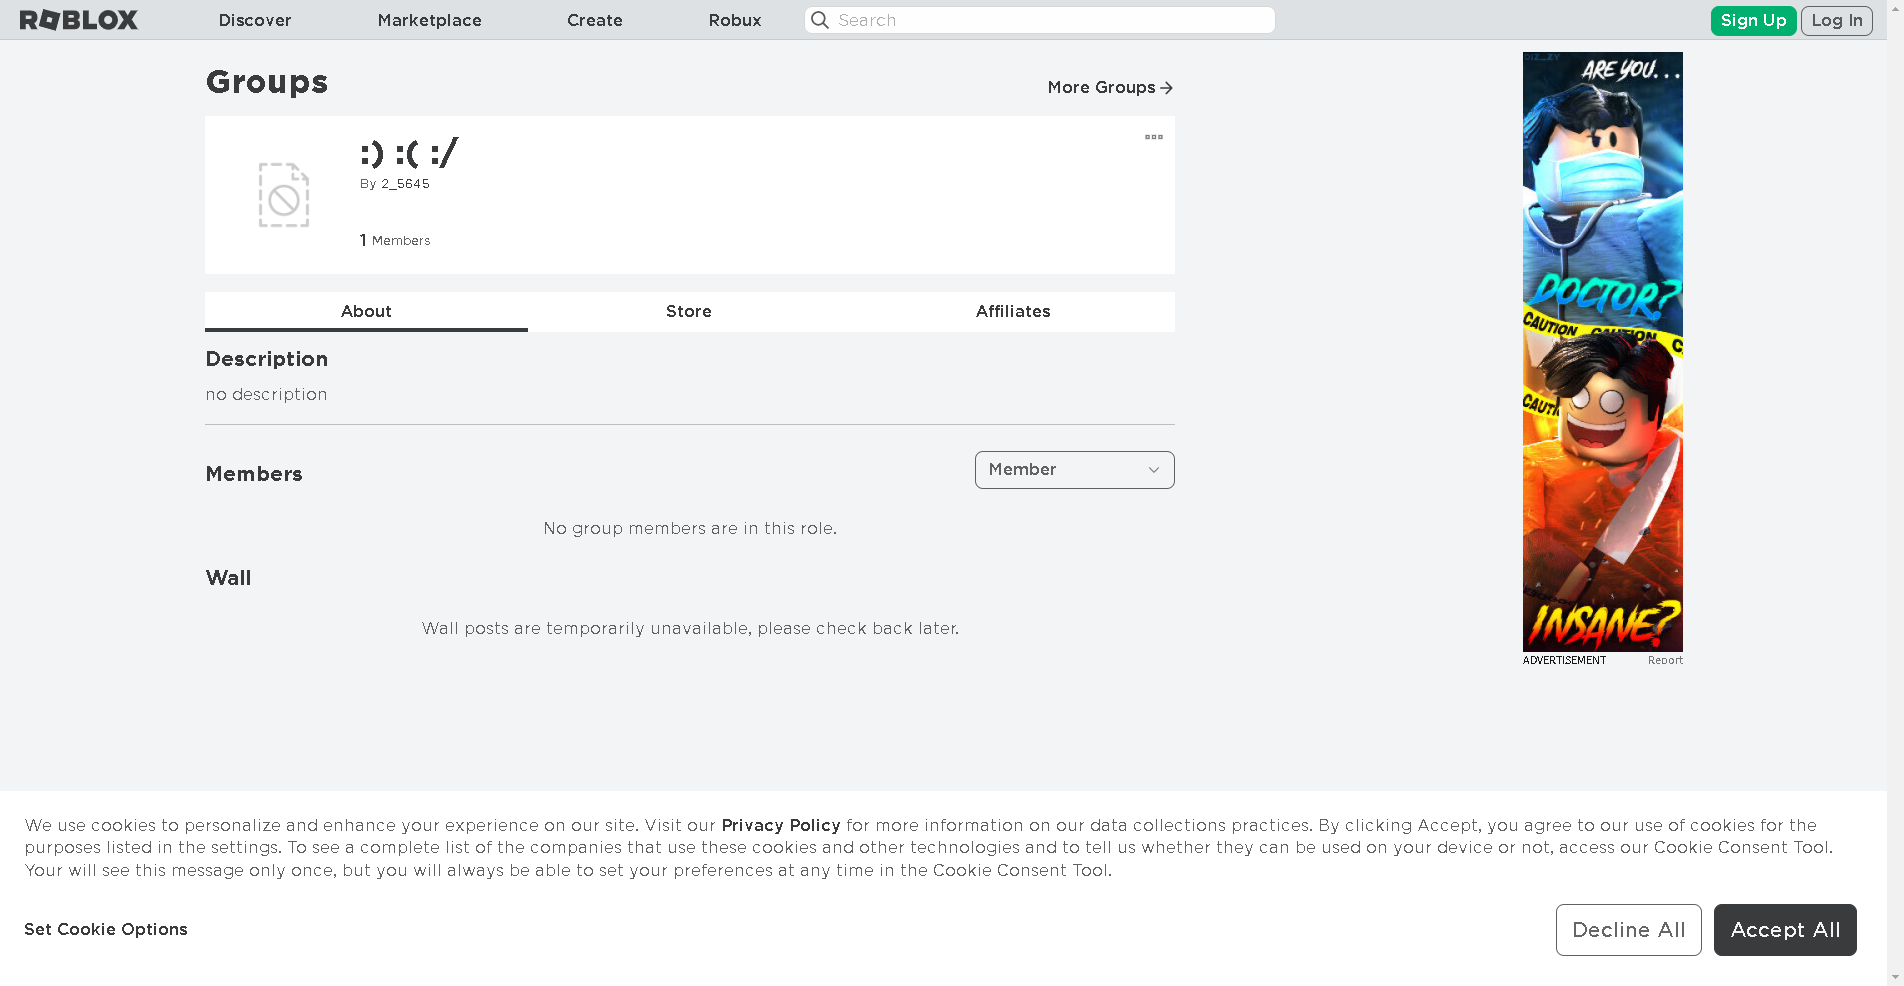 ROBLOX
Discover
Marketplace
Create
Robux
Search
Sign Up
Log In
Groups
More Groups
:) :( :/
By 2_5645
1 Members
About
Store
Affiliates
Description
no description
Members
Member
No group members are in this role.
Wall
Wall posts are temporarily unavailable, please check back later.
ARE YOU...
DOCTOR?
CAUTION CAUTION C
CAUTI
INSANE?
ADVERTISEMENT
Report
We use cookies to personalize and enhance your experience on our site. Visit our Privacy Policy for more information on our data collections practices. By clicking Accept, you agree to our use of cookies for the
purposes listed in the settings. To see a complete list of the companies that use these cookies and other technologies and to tell us whether they can be used on your device or not, access our Cookie Consent Tool.
Your will see this message only once, but you will always be able to set your preferences at any time in the Cookie Consent Tool.
Set Cookie Options
Decline All
Accept All